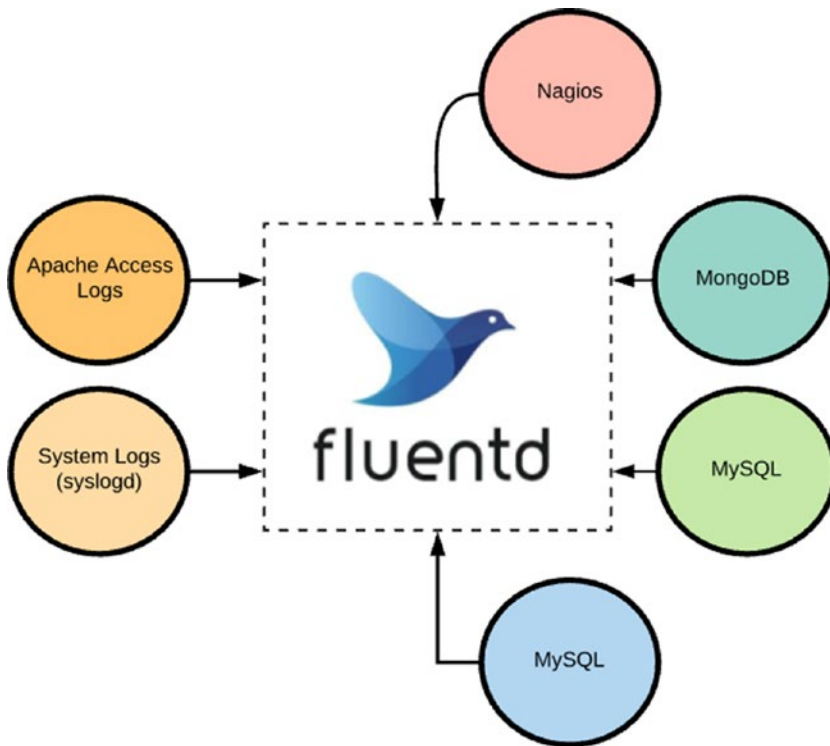 Nagios
Apache Access
Logs
MongoDB
fluentd
System Logs
(syslogd)
MySQL
MySQL